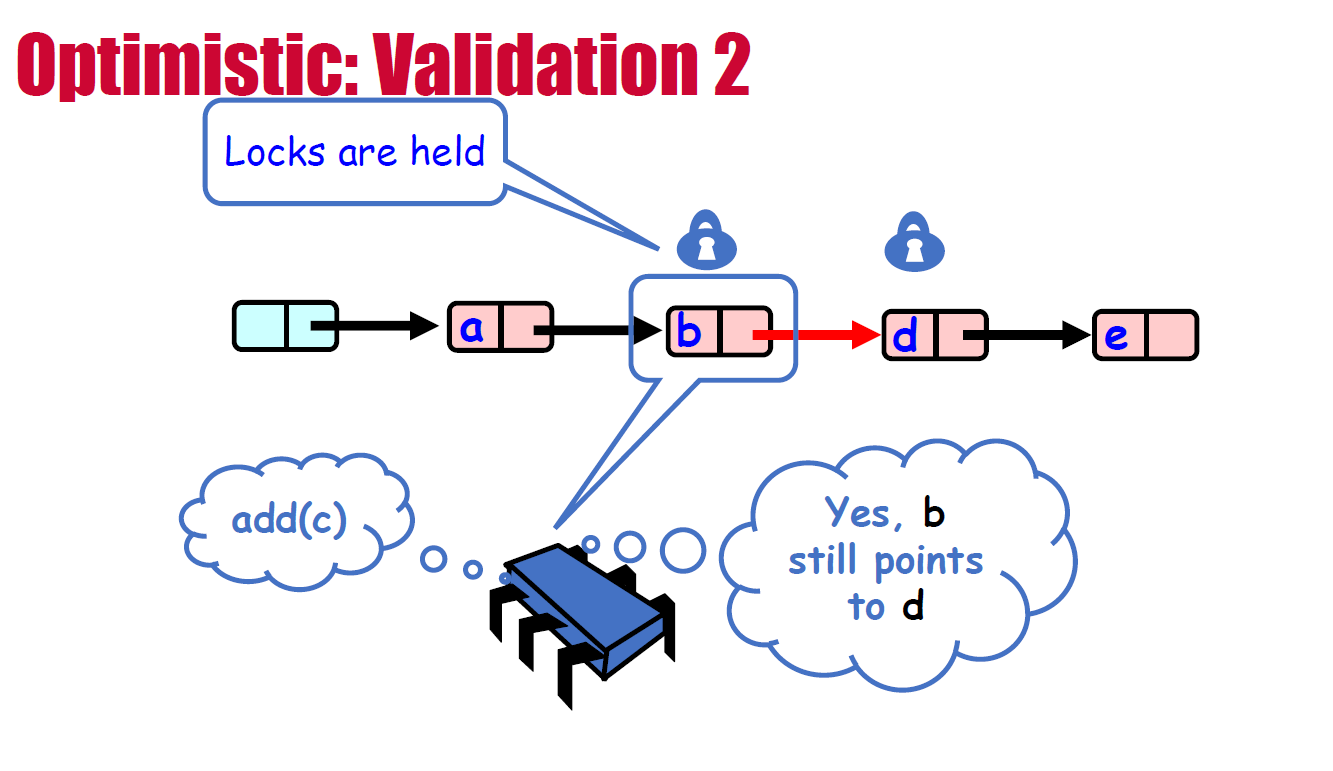 Optimistic: Validation 2
Locks are held
a
b
d
e
add(c)
Yes, b
still points
to d